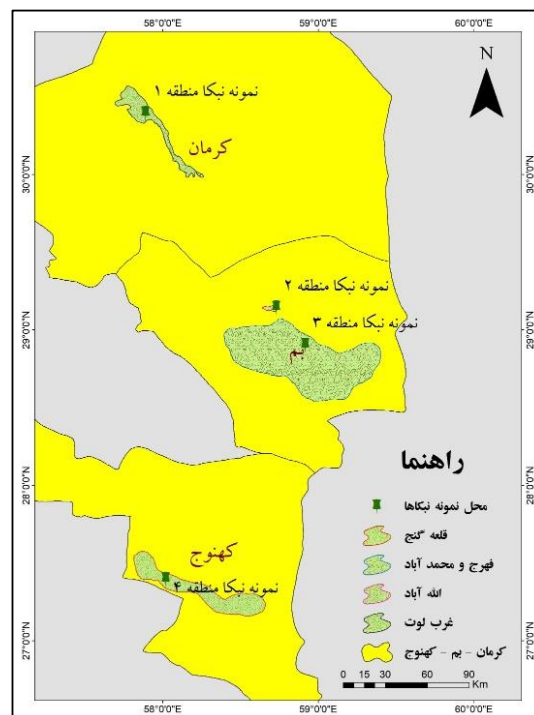 58°0'0"E 59°0'0"E 60°0'0"E
N
نمونه نبکا منطقه ۱
کرمان
30°0'0"N 30°0'0"N
نمونه نبکا منطقه ۲
نمونه نبکا منطقه ۳
29°0'0"N 29°0'0"N
بم
راهنما
28°0'0"N 28°0'0"N
محل نمونه نبکاها
قلعه گنج
فهرج و محمد آباد
الله آباد
غرب لوت
کرمان - بم - کهنوج
کهنوج
نمونه نبکا منطقه ۴
27°0'0"N 27°0'0"N
0 15 30 60 90
Km
58°0'0"E 59°0'0"E 60°0'0"E